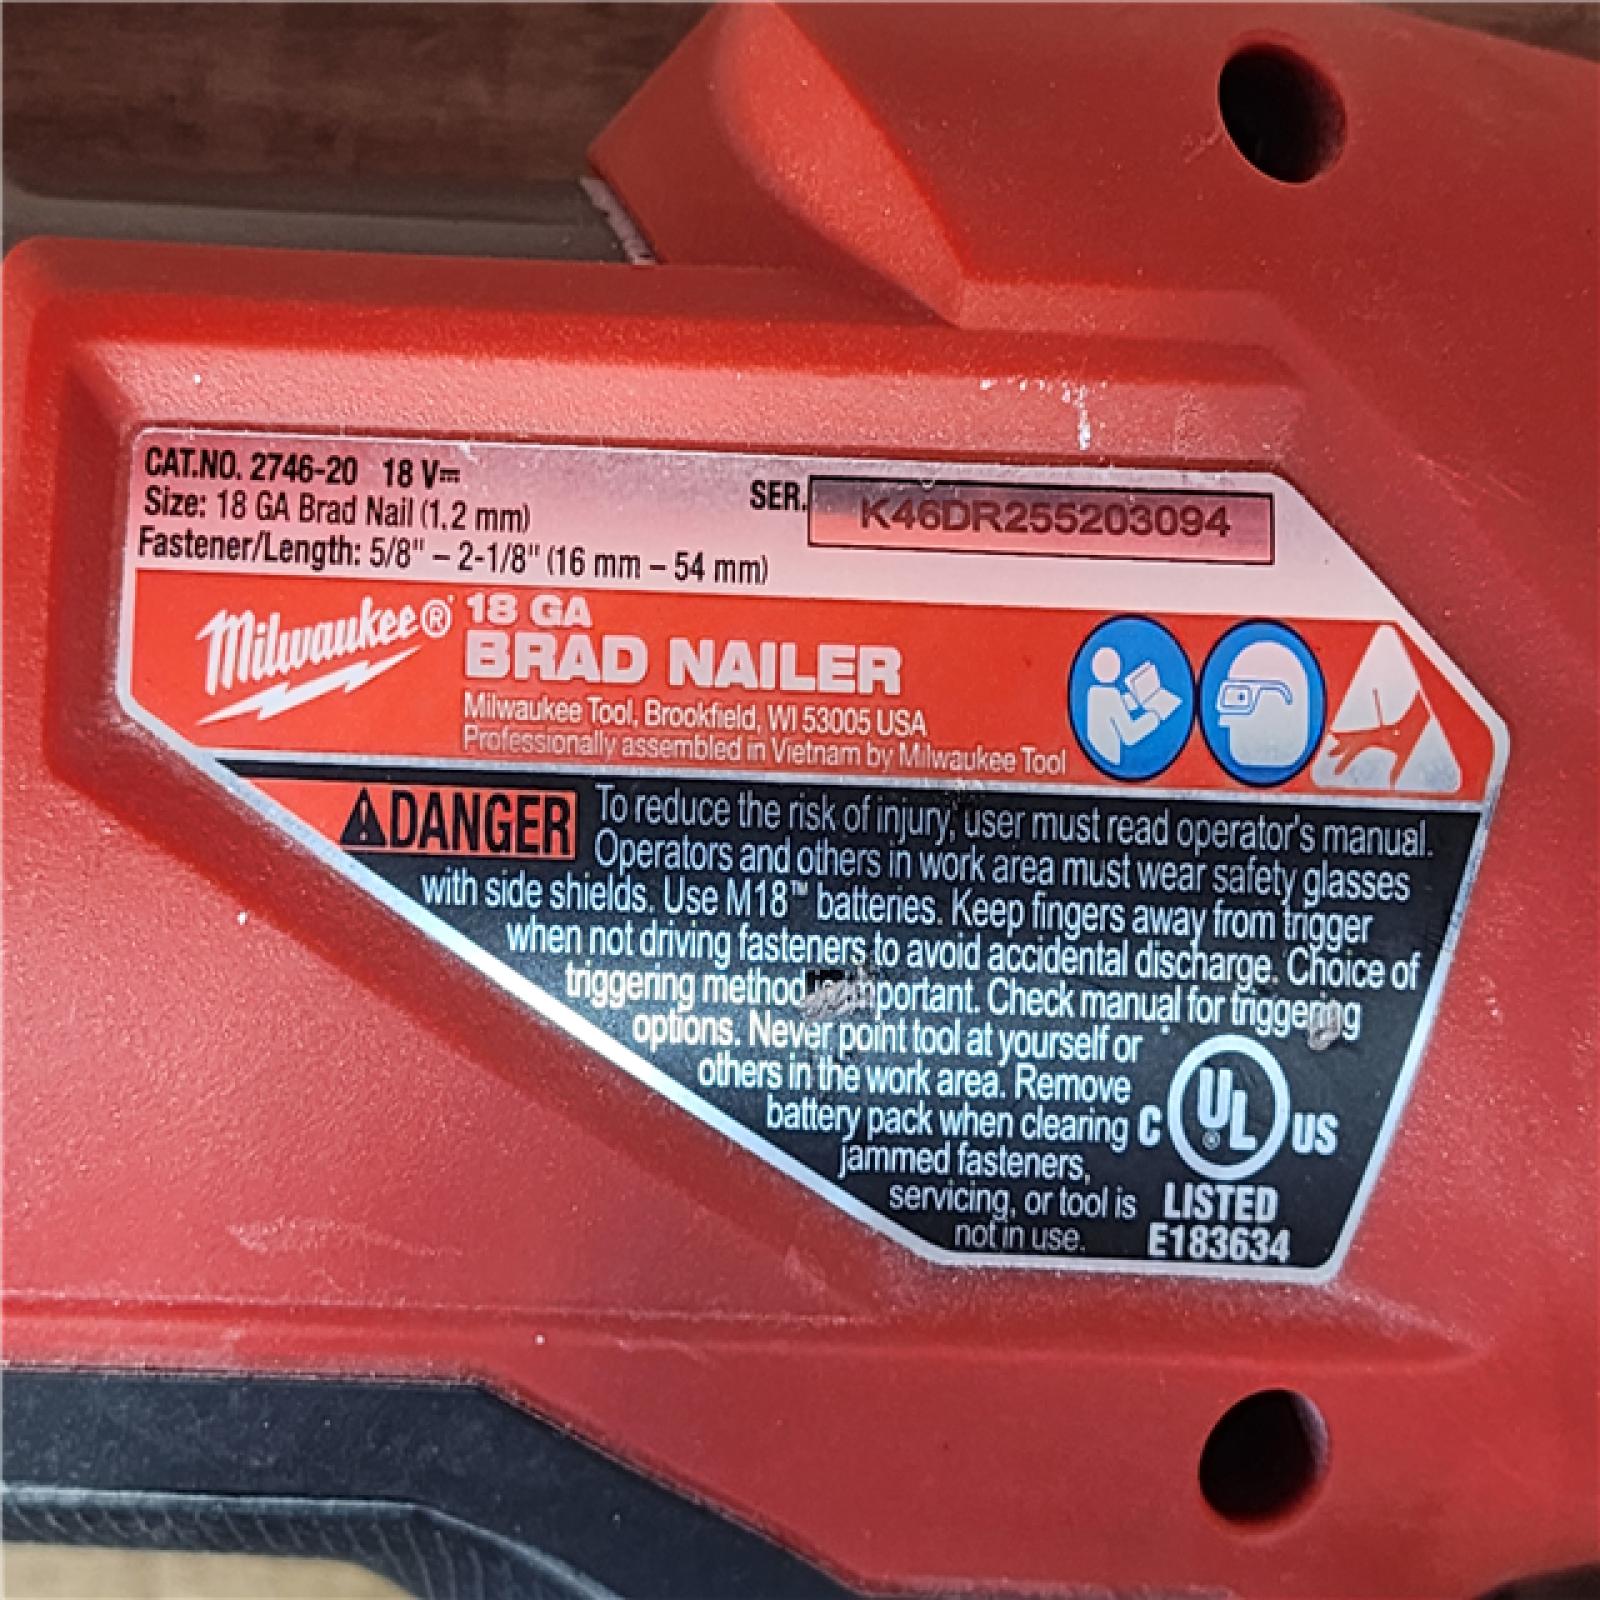 CAT.NO. 2746-20 18 V⎓
Size: 18 GA Brad Nail (1.2 mm)
Fastener/Length: 5/8" – 2-1/8" (16 mm – 54 mm)
SER. K46DR255203094
Milwaukee® 18 GA
BRAD NAILER
Milwaukee Tool, Brookfield, WI 53005 USA
Professionally assembled in Vietnam by Milwaukee Tool
DANGER To reduce the risk of injury, user must read operator's manual.
Operators and others in work area must wear safety glasses
with side shields. Use M18™ batteries. Keep fingers away from trigger
when not driving fasteners to avoid accidental discharge. Choice of
triggering method is important. Check manual for triggering
options. Never point tool at yourself or
others in the work area. Remove
battery pack when clearing
jammed fasteners,
servicing, or tool is
not in use.
C UL® US
LISTED
E183634